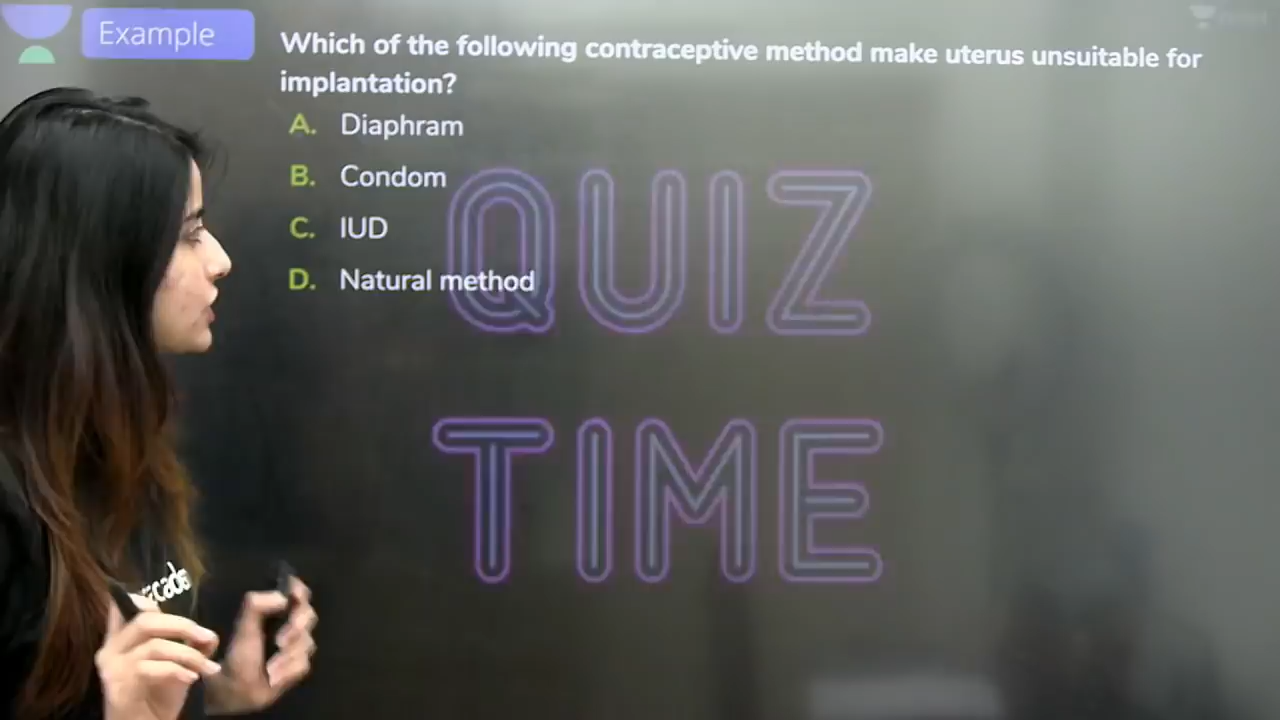 Example
Which of the following contraceptive method make uterus unsuitable for
implantation?
A. Diaphram
B. Condom
C. IUD
D. Natural method
QUIZ
TIME